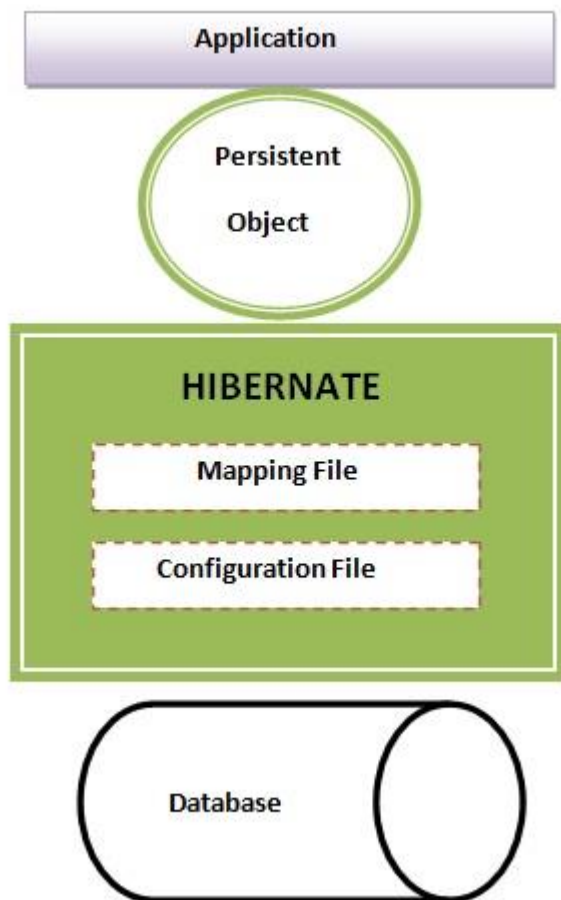 Application
Persistent
Object
HIBERNATE
Mapping File
Configuration File
Database